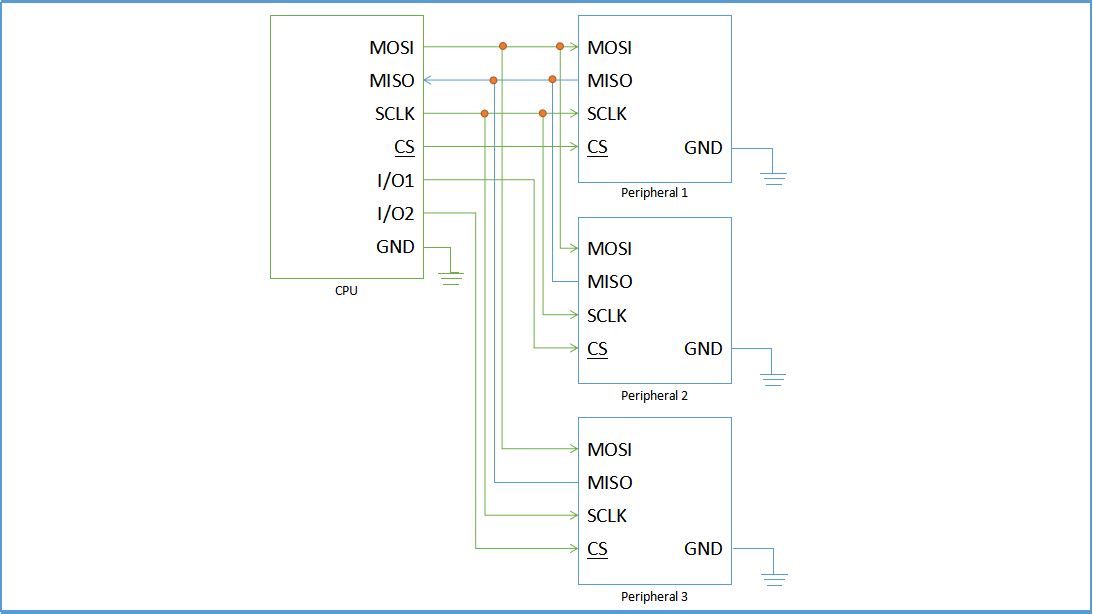 MOSI
MISO
SCLK
CS
I/O1
I/O2
GND
CPU
MOSI
MISO
SCLK
CS GND
Peripheral 1
MOSI
MISO
SCLK
CS GND
Peripheral 2
MOSI
MISO
SCLK
CS GND
Peripheral 3